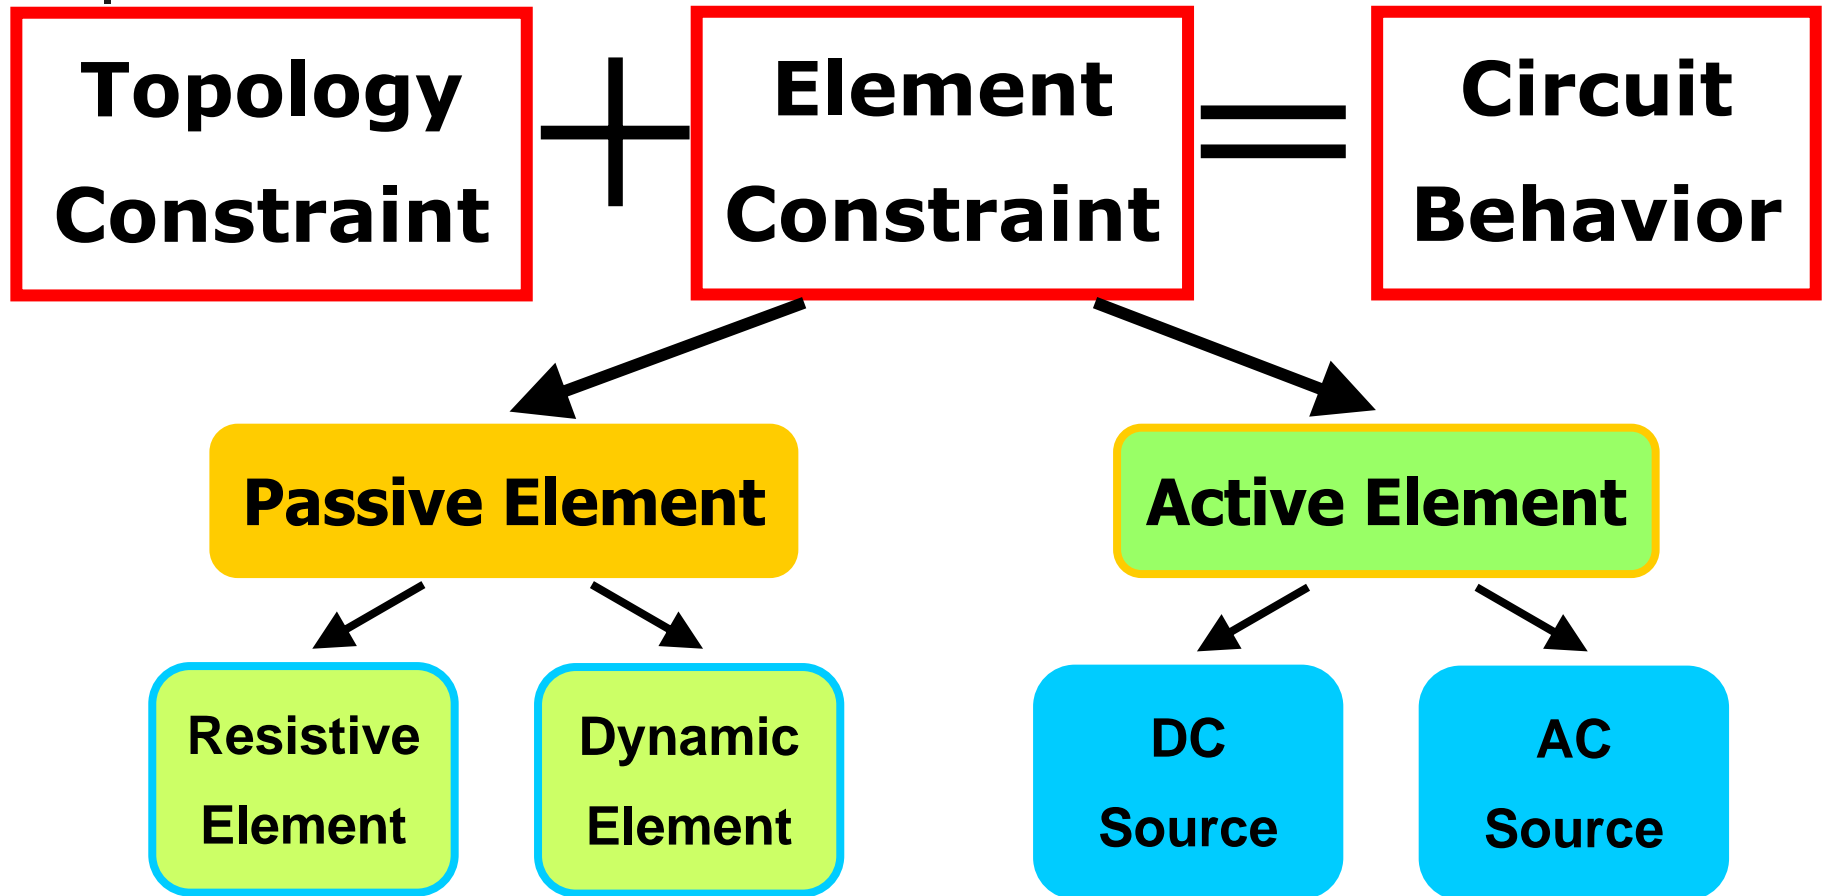 Topology
Constraint
+
Element
Constraint
=
Circuit
Behavior
Passive Element
Active Element
Resistive
Element
Dynamic
Element
DC
Source
AC
Source